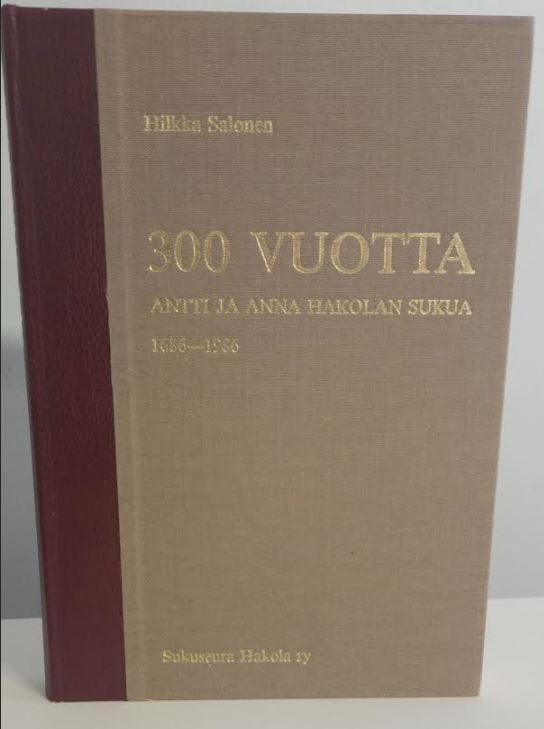 Hilkka Salonen
300 VUOTTA
ANTTI JA ANNA HAKOLAN SUKUA
1686—1986
Sukuseura Hakola ry